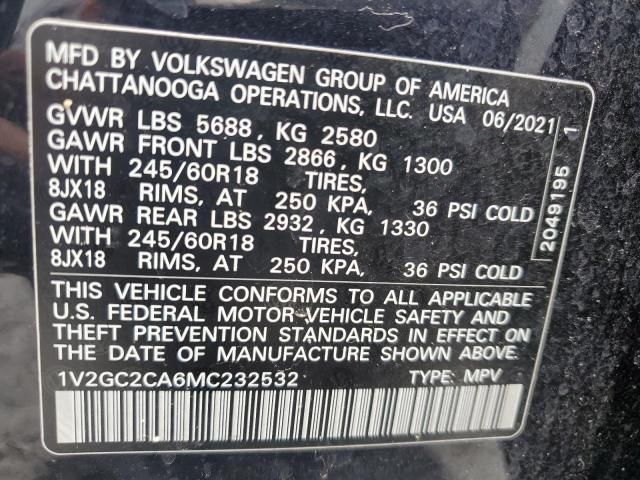 MFD BY VOLKSWAGEN GROUP OF AMERICA
CHATTANOOGA OPERATIONS, LLC. USA 06/2021
GVWR LBS 5688, KG 2580
GAWR FRONT LBS 2866, KG 1300
WITH 245/60R18 TIRES,
8JX18 RIMS, AT 250 KPA, 36 PSI COLD
GAWR REAR LBS 2932, KG 1330
WITH 245/60R18 TIRES,
8JX18 RIMS, AT 250 KPA, 36 PSI COLD
THIS VEHICLE CONFORMS TO ALL APPLICABLE
U.S. FEDERAL MOTOR VEHICLE SAFETY AND
THEFT PREVENTION STANDARDS IN EFFECT ON
THE DATE OF MANUFACTURE SHOWN ABOVE.
1V2GC2CA6MC232532 TYPE: MPV
2049195 1